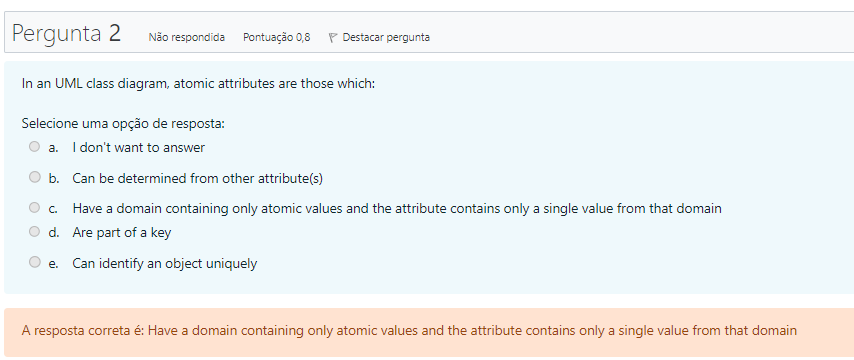 Pergunta 2 Não respondida Pontuação 0,8 Destacar pergunta
In an UML class diagram, atomic attributes are those which:
Selecione uma opção de resposta:
a. I don't want to answer
b. Can be determined from other attribute(s)
c. Have a domain containing only atomic values and the attribute contains only a single value from that domain
d. Are part of a key
e. Can identify an object uniquely
A resposta correta é: Have a domain containing only atomic values and the attribute contains only a single value from that domain